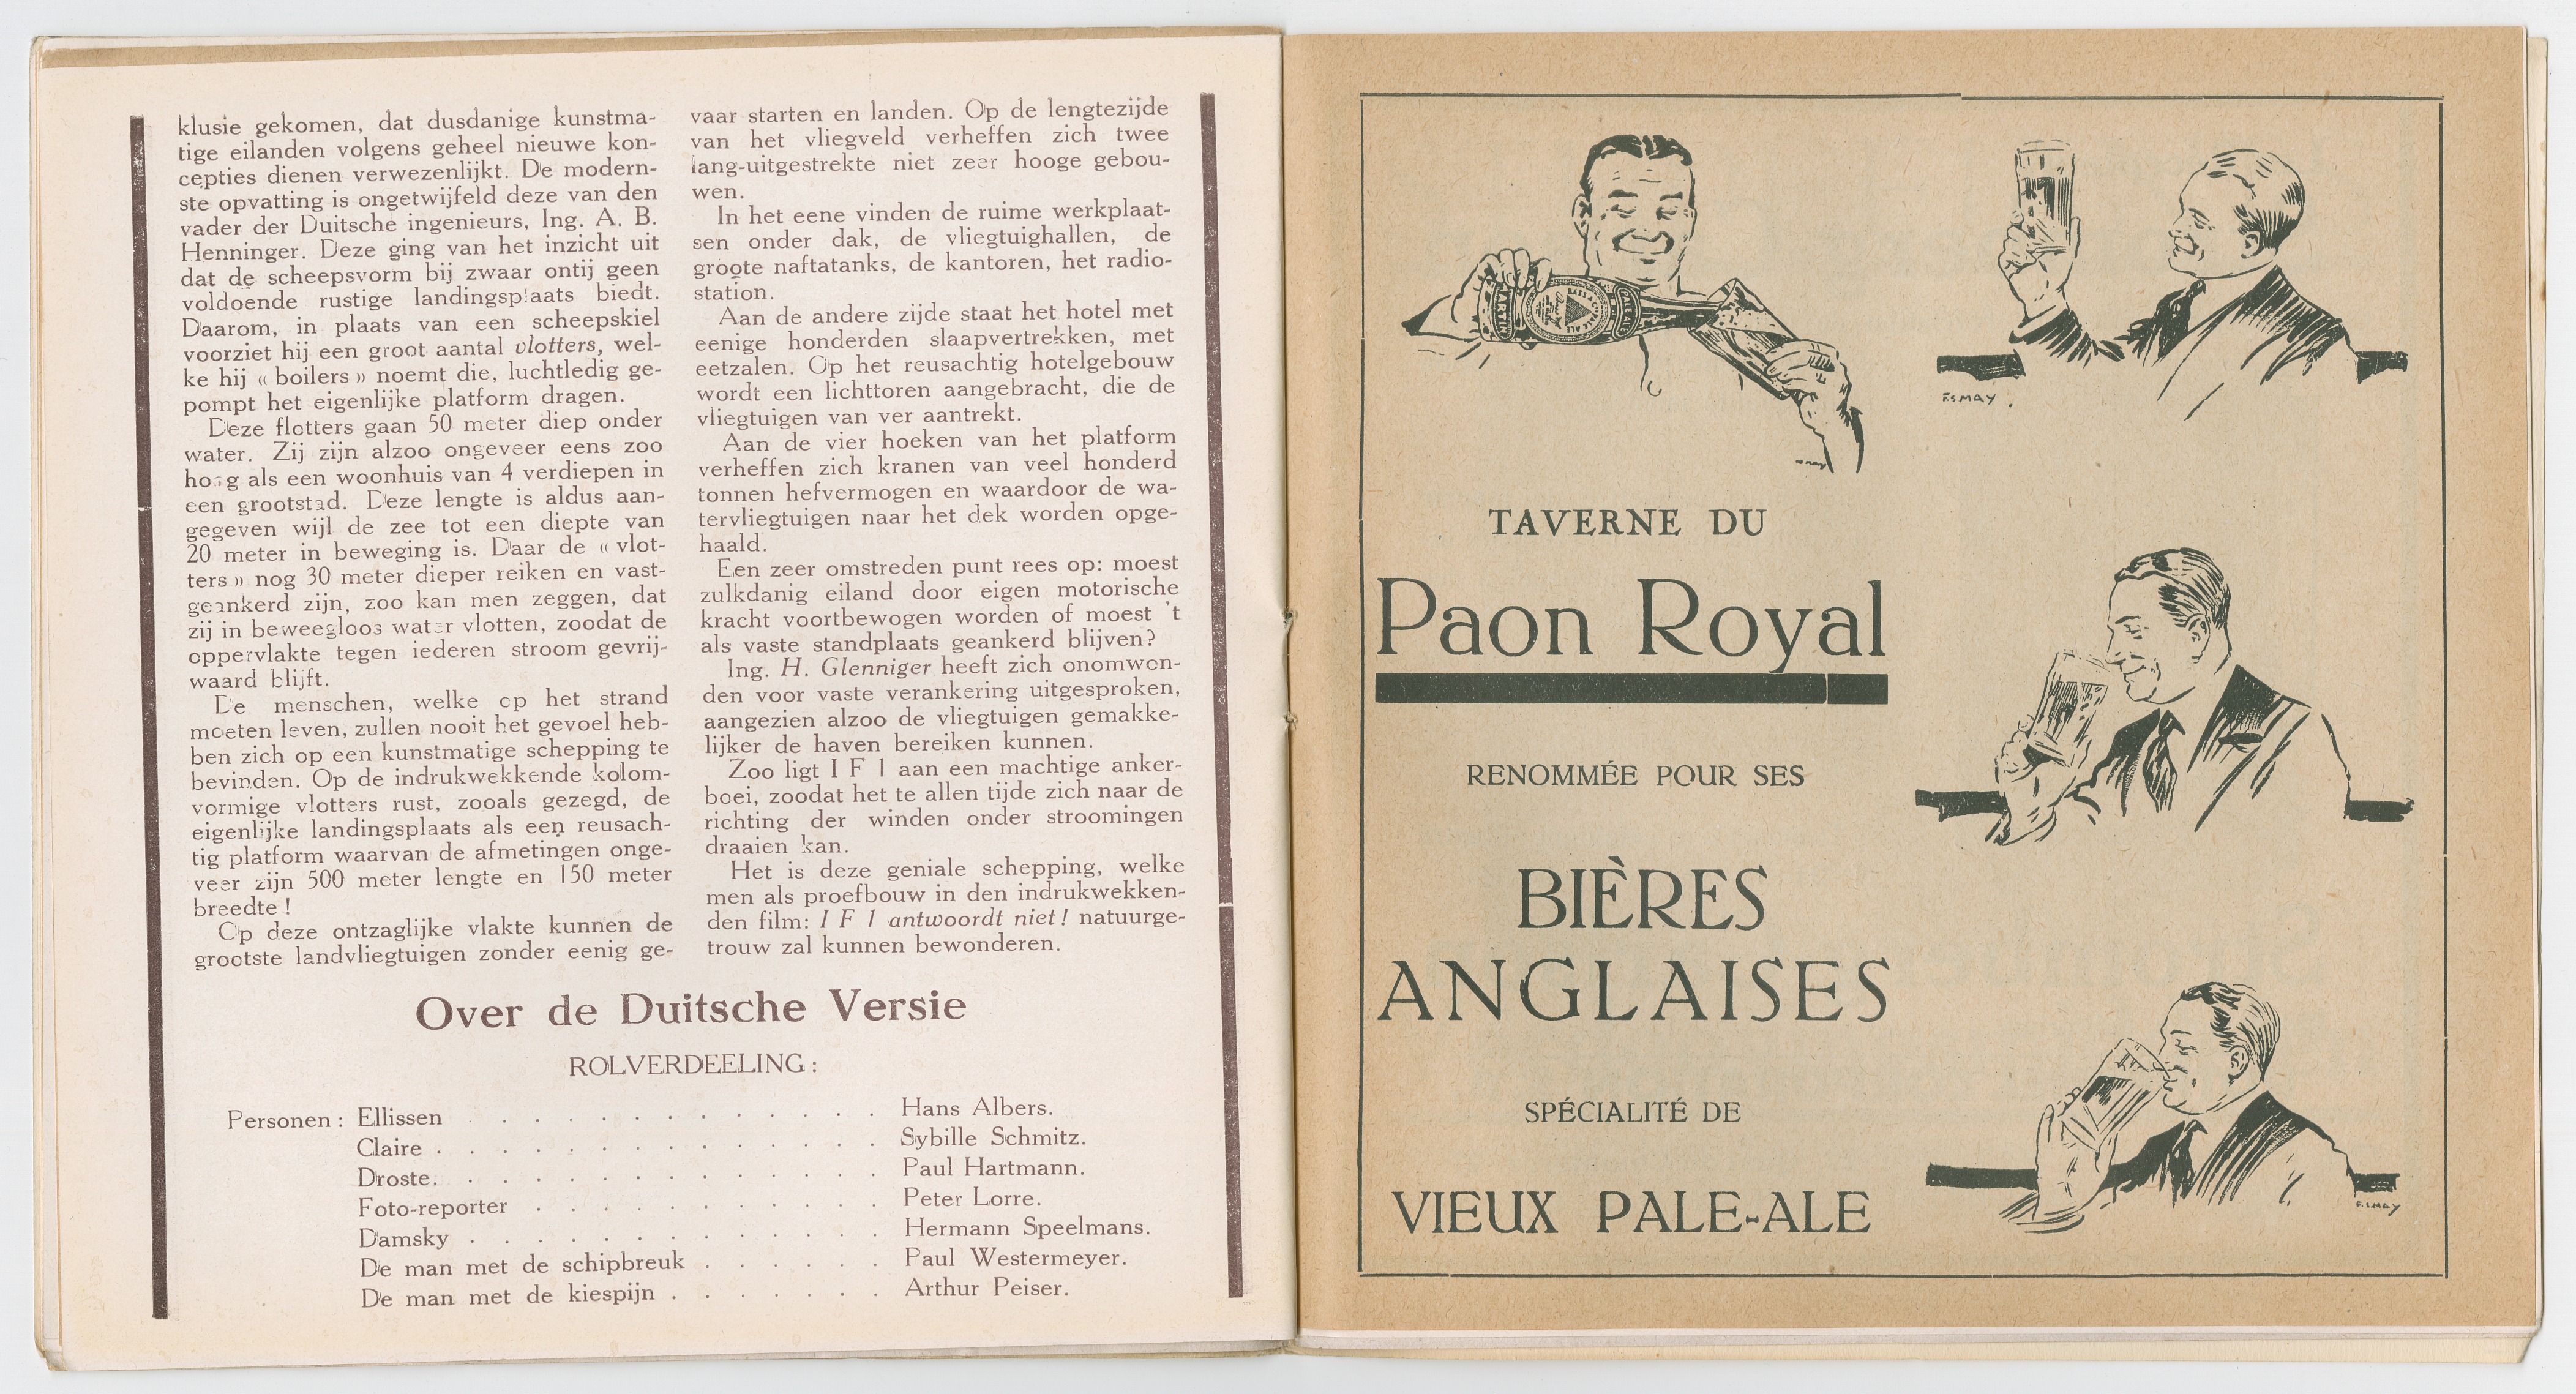 klusie gekomen, dat dusdanige kunstma-
tige eilanden volgens geheel nieuwe kon-
cepties dienen verwezenlijkt. De modern-
ste opvatting is ongetwijfeld deze van den
vader der Duitsche ingenieurs, Ing. A. B.
Henninger. Deze ging van het inzicht uit
dat de scheepsvorm bij zwaar ontij geen
voldoende rustige landingsplaats biedt.
Daarom, in plaats van een scheepskiel
voorziet hij een groot aantal vlotters, wel-
ke hij « boilers » noemt die, luchtledig ge-
pompt het eigenlijke platform dragen.
Deze flotters gaan 50 meter diep onder
water. Zij zijn alzoo ongeveer eens zoo
hoog als een woonhuis van 4 verdiepen in
een grootstad. Deze lengte is aldus aan-
gegeven wijl de zee tot een diepte van
20 meter in beweging is. Daar de « vlot-
ters » nog 30 meter dieper reiken en vast-
geankerd zijn, zoo kan men zeggen, dat
zij in beweegloos water vlotten, zoodat de
oppervlakte tegen iederen stroom gevrij-
waard blijft.
De menschen, welke op het strand
moeten leven, zullen nooit het gevoel heb-
ben zich op een kunstmatige schepping te
bevinden. Op de indrukwekkende kolom-
vormige vlotters rust, zooals gezegd, de
eigenlijke landingsplaats als een reusach-
tig platform waarvan de afmetingen onge-
veer zijn 500 meter lengte en 150 meter
breedte !
Op deze ontzaglijke vlakte kunnen de
grootste landvliegtuigen zonder eenig ge-
vaar starten en landen. Op de lengtezijde
van het vliegveld verheffen zich twee
lang-uitgestrekte niet zeer hooge gebou-
wen.
In het eene vinden de ruime werkplaat-
sen onder dak, de vliegtuighallen, de
groote naftatanks, de kantoren, het radio-
station.
Aan de andere zijde staat het hotel met
eenige honderden slaapvertrekken, met
eetzalen. Op het reusachtig hotelgebouw
wordt een lichttoren aangebracht, die de
vliegtuigen van ver aantrekt.
Aan de vier hoeken van het platform
verheffen zich kranen van veel honderd
tonnen hefvermogen en waardoor de wa-
tervliegtuigen naar het dek worden opge-
haald.
Een zeer omstreden punt rees op: moest
zulkdanig eiland door eigen motorische
kracht voortbewogen worden of moest 't
als vaste standplaats geankerd blijven?
Ing. H. Glenniger heeft zich onomwon-
den voor vaste verankering uitgesproken,
aangezien alzoo de vliegtuigen gemakke-
lijker de haven bereiken kunnen.
Zoo ligt I F 1 aan een machtige anker-
boei, zoodat het te allen tijde zich naar de
richting der winden onder stroomingen
draaien kan.
Het is deze geniale schepping, welke
men als proefbouw in den indrukwekken-
den film: I F 1 antwoordt niet! natuurge-
trouw zal kunnen bewonderen.
Over de Duitsche Versie
ROLVERDEELING :
Personen : Ellissen . . . . . . . . . . . . Hans Albers.
Claire . . . . . . . . . . . . . . Sybille Schmitz.
Droste. . . . . . . . . . . . . . Paul Hartmann.
Foto-reporter . . . . . . . . . . . Peter Lorre.
Damsky . . . . . . . . . . . . . Hermann Speelmans.
De man met de schipbreuk . . . . . . Paul Westermeyer.
De man met de kiespijn . . . . . . . Arthur Peiser.
BASS & Co
PALE ALE
PALE ALE
F.S MAY.
MAY
TAVERNE DU
Paon Royal
RENOMMÉE POUR SES
BIÈRES
ANGLAISES
SPÉCIALITÉ DE
VIEUX PALE-ALE
F.S.MAY